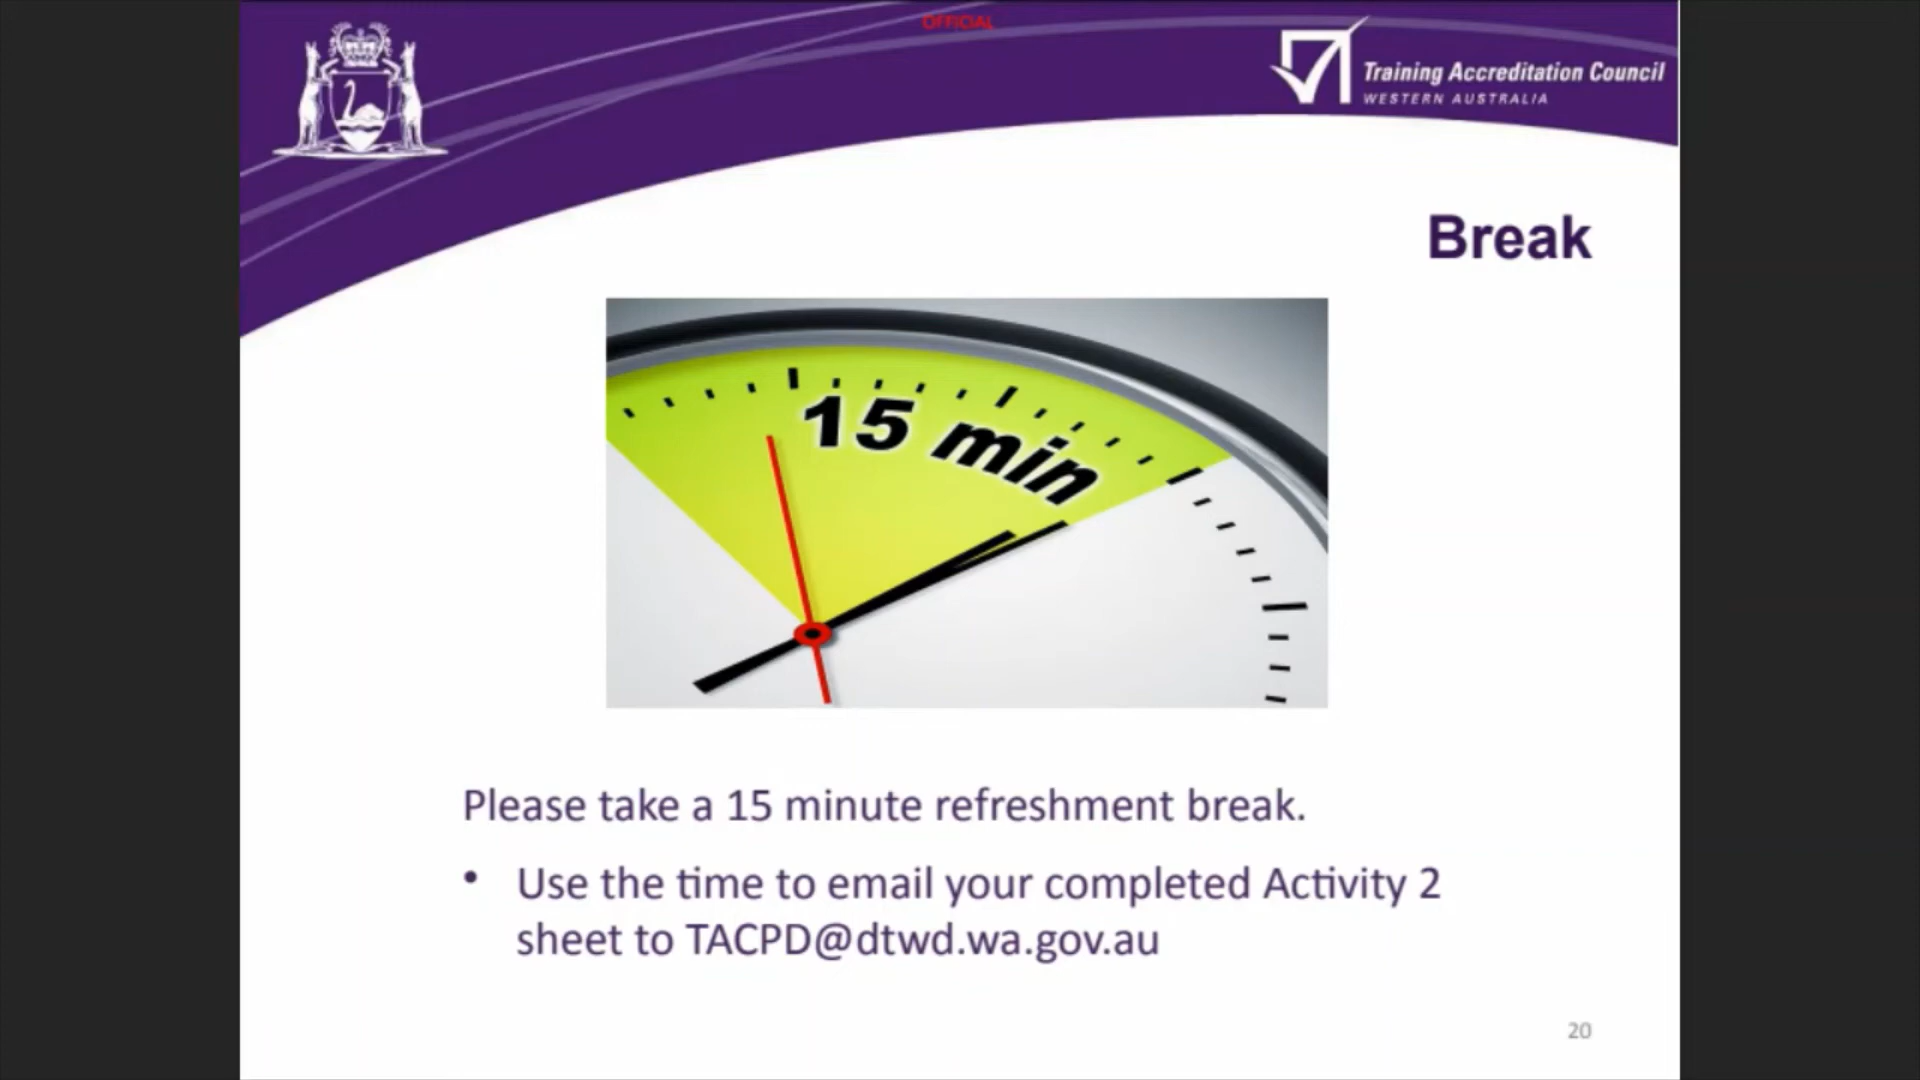 OFFICIAL
Training Accreditation Council
WESTERN AUSTRALIA
Break
15 min
Please take a 15 minute refreshment break.
• Use the time to email your completed Activity 2
sheet to TACPD@dtwd.wa.gov.au
20